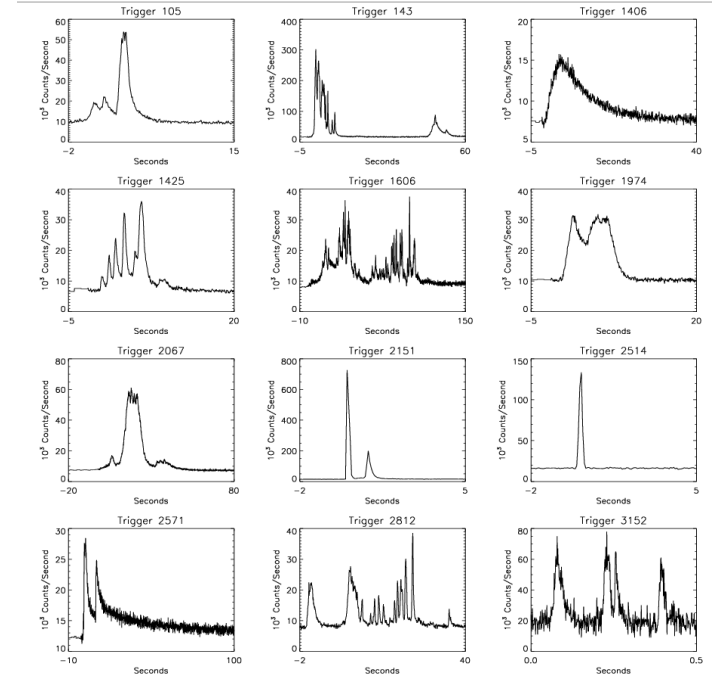 Trigger 105
60
50
40
30
20
10
0
10³ Counts/Second
-2
15
Seconds
Trigger 143
400
300
200
100
0
10³ Counts/Second
-5
60
Seconds
Trigger 1406
20
15
10
5
10³ Counts/Second
-5
40
Seconds
Trigger 1425
40
30
20
10
0
10³ Counts/Second
-5
20
Seconds
Trigger 1606
40
30
20
10
0
10³ Counts/Second
-10
150
Seconds
Trigger 1974
40
30
20
10
0
10³ Counts/Second
-5
20
Seconds
Trigger 2067
80
60
40
20
0
10³ Counts/Second
-20
80
Seconds
Trigger 2151
800
600
400
200
0
10³ Counts/Second
-2
5
Seconds
Trigger 2514
150
100
50
0
10³ Counts/Second
-2
5
Seconds
Trigger 2571
30
25
20
15
10
10³ Counts/Second
-10
100
Seconds
Trigger 2812
40
30
20
10
0
10³ Counts/Second
-2
40
Seconds
Trigger 3152
80
60
40
20
0
10³ Counts/Second
0.0
0.5
Seconds